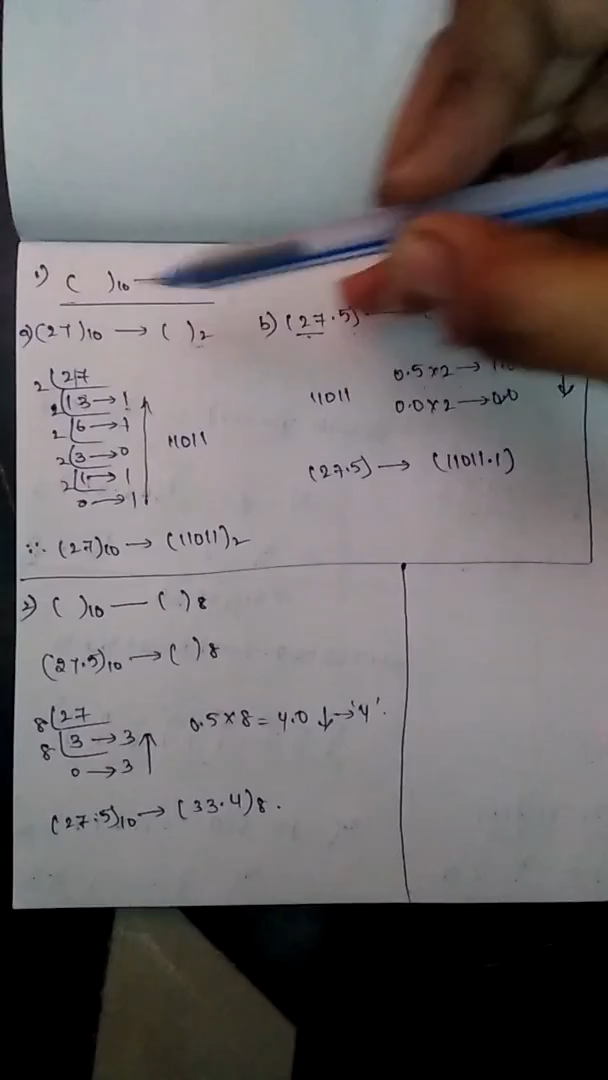 1) ( )10 —
a) (27)10 → ( )2
2 27
2 13 → 1
2 6 → 1
2 3 → 0
2 1 → 1
0 → 1
11011
∴ (27)10 → (11011)2
b) (27.5)
11011
0.5×2 →
0.0×2 → 0.0
(27.5) → (11011.1)
2) ( )10 — ( )8
(27.5)10 → ( )8
8 27
8 3 → 3
0 → 3
0.5×8 = 4.0 ↓ → '4'.
(27.5)10 → (33.4)8.